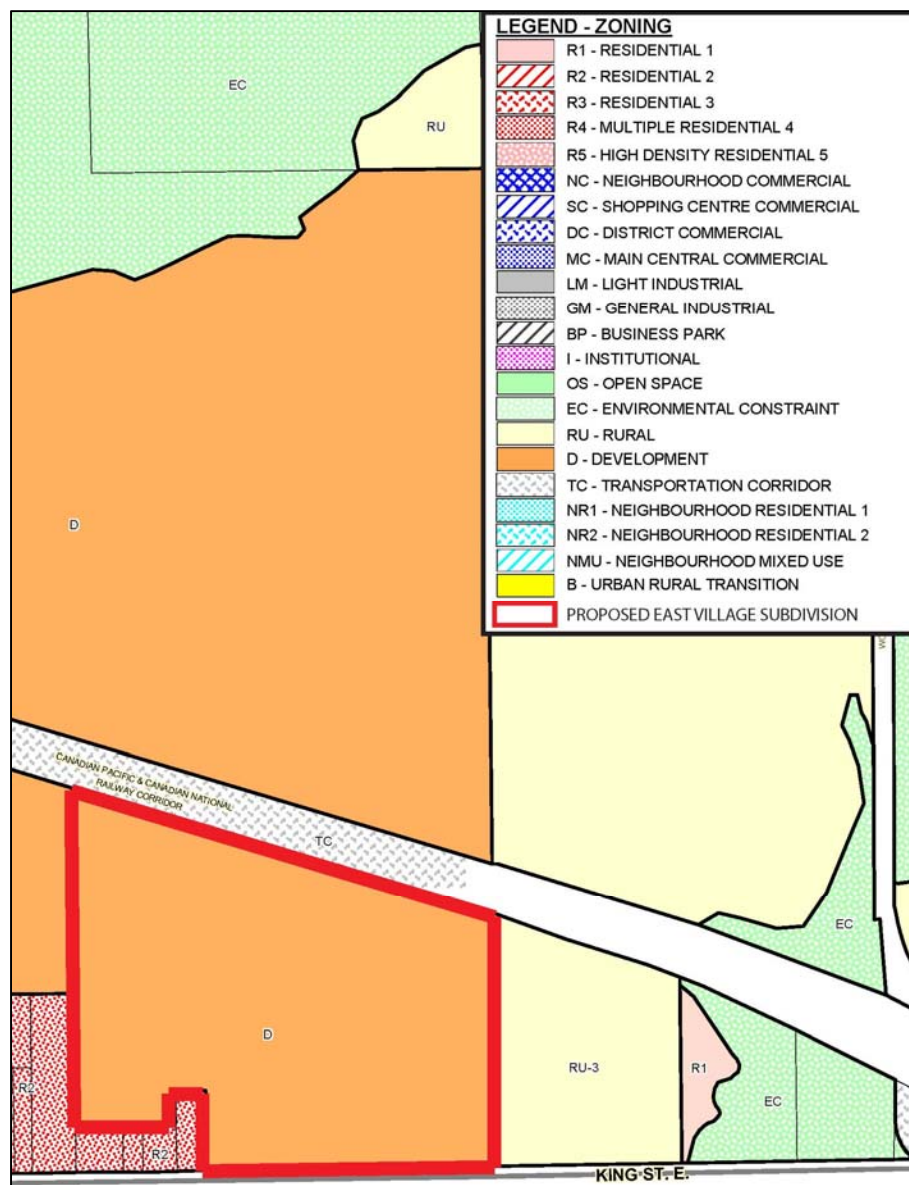 LEGEND - ZONING
R1 - RESIDENTIAL 1
R2 - RESIDENTIAL 2
R3 - RESIDENTIAL 3
R4 - MULTIPLE RESIDENTIAL 4
R5 - HIGH DENSITY RESIDENTIAL 5
NC - NEIGHBOURHOOD COMMERCIAL
SC - SHOPPING CENTRE COMMERCIAL
DC - DISTRICT COMMERCIAL
MC - MAIN CENTRAL COMMERCIAL
LM - LIGHT INDUSTRIAL
GM - GENERAL INDUSTRIAL
BP - BUSINESS PARK
I - INSTITUTIONAL
OS - OPEN SPACE
EC - ENVIRONMENTAL CONSTRAINT
RU - RURAL
D - DEVELOPMENT
TC - TRANSPORTATION CORRIDOR
NR1 - NEIGHBOURHOOD RESIDENTIAL 1
NR2 - NEIGHBOURHOOD RESIDENTIAL 2
NMU - NEIGHBOURHOOD MIXED USE
B - URBAN RURAL TRANSITION
PROPOSED EAST VILLAGE SUBDIVISION
EC
RU
D
CANADIAN PACIFIC & CANADIAN NATIONAL
RAILWAY CORRIDOR
TC
EC
D
RU-3
R1
R2
EC
R2
KING ST. E.